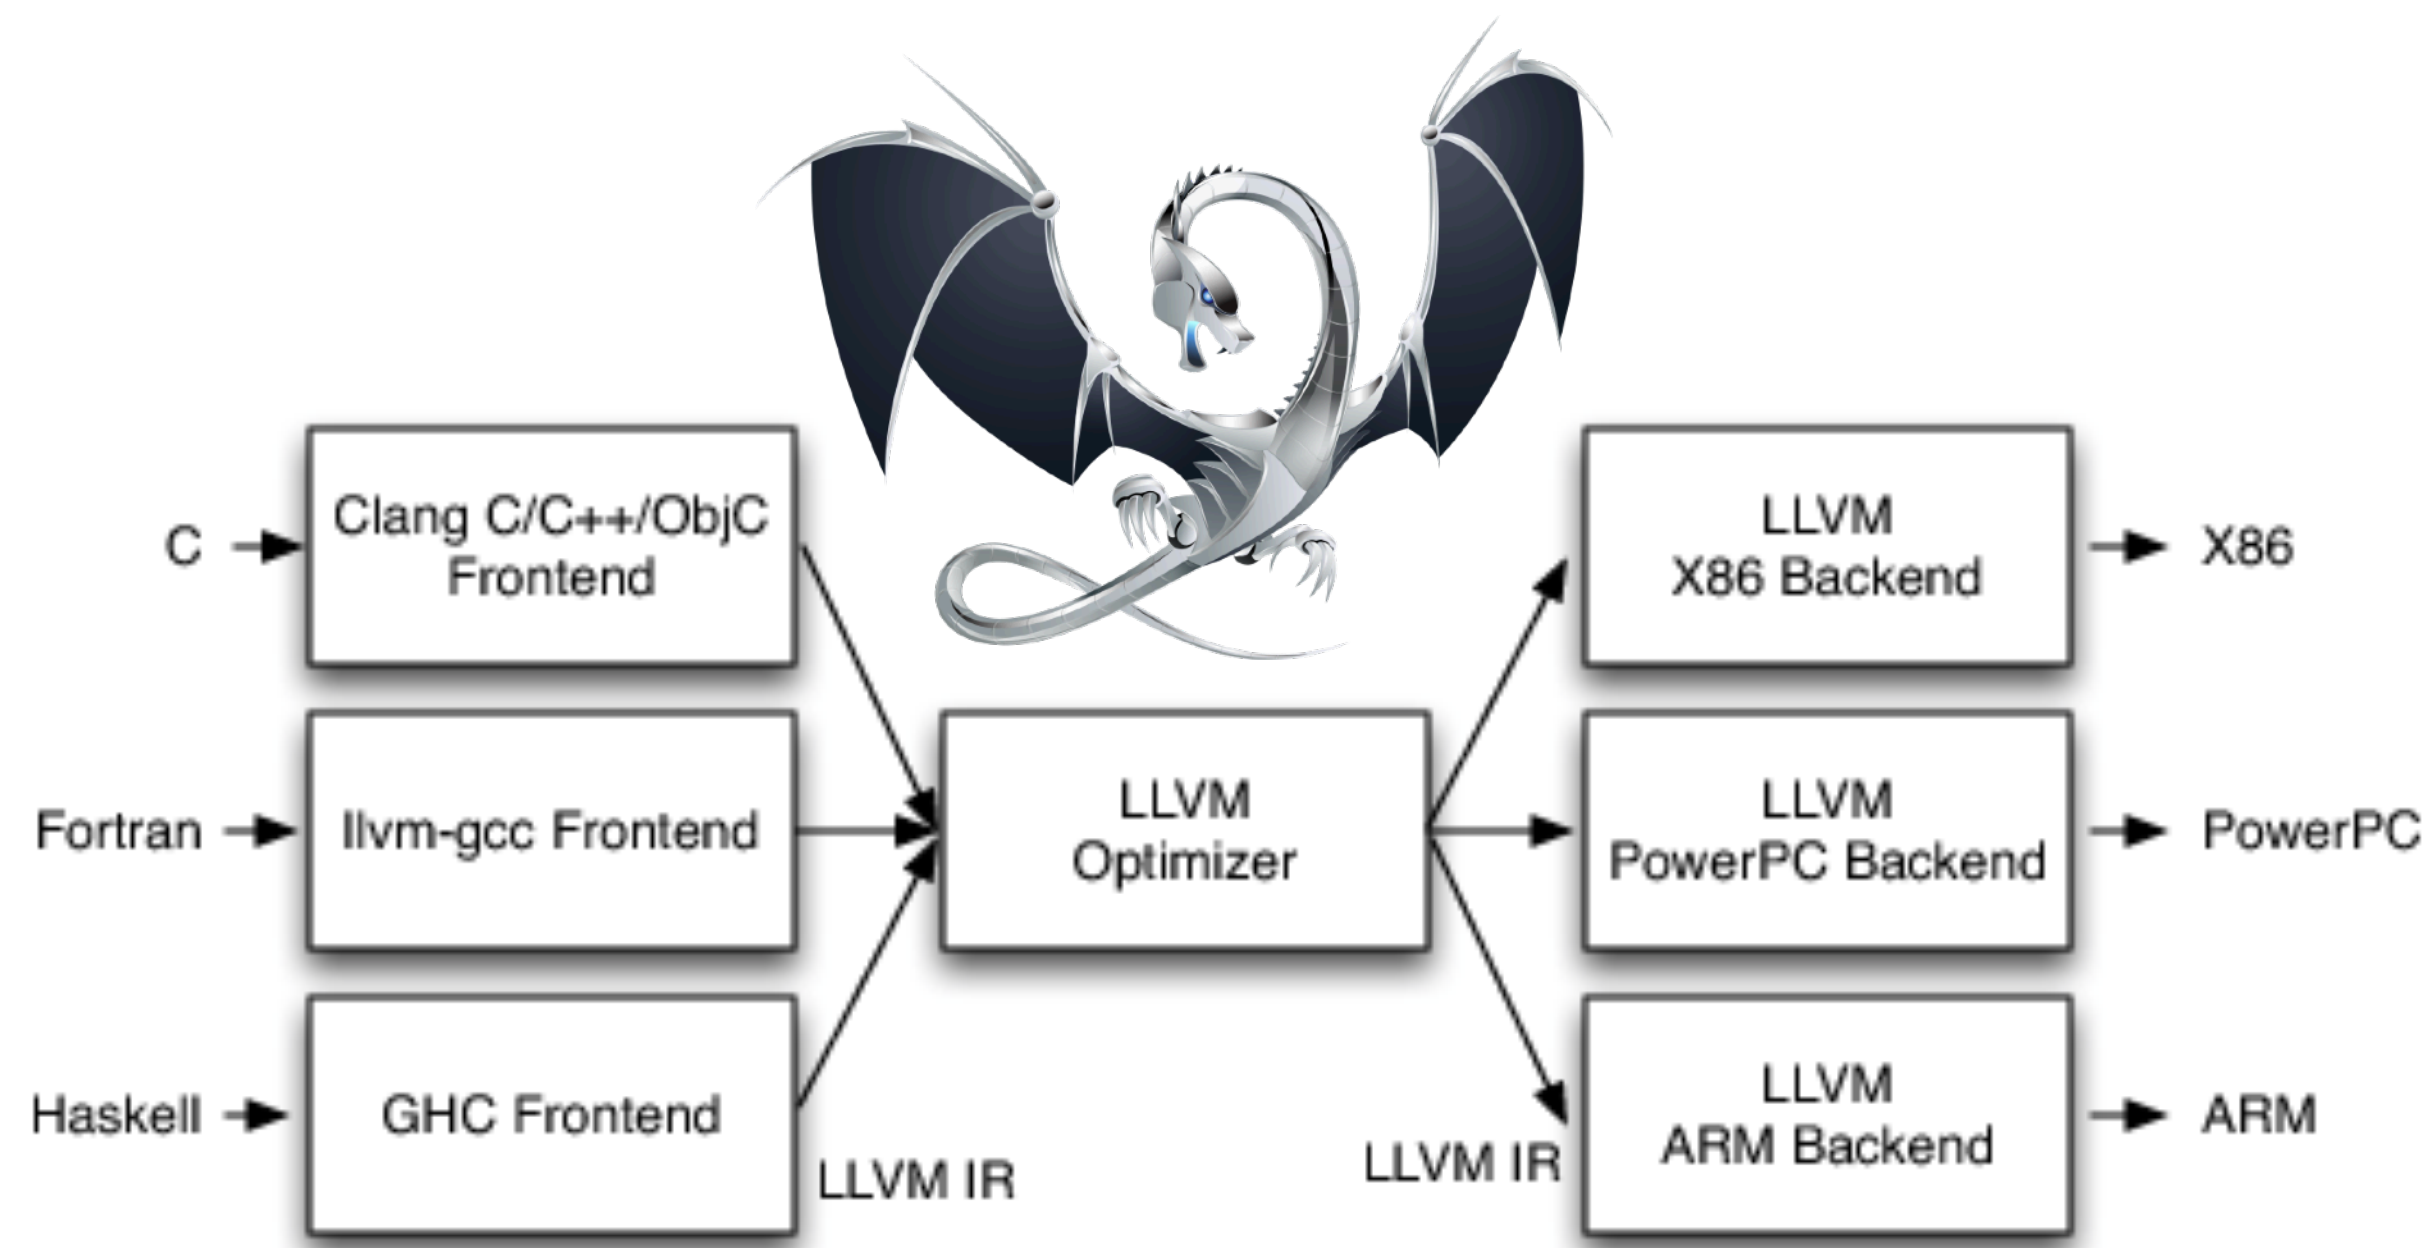 C
Clang C/C++/ObjC
Frontend
Fortran
llvm-gcc Frontend
Haskell
GHC Frontend
LLVM IR
LLVM
Optimizer
LLVM IR
LLVM
X86 Backend
X86
LLVM
PowerPC Backend
PowerPC
LLVM
ARM Backend
ARM